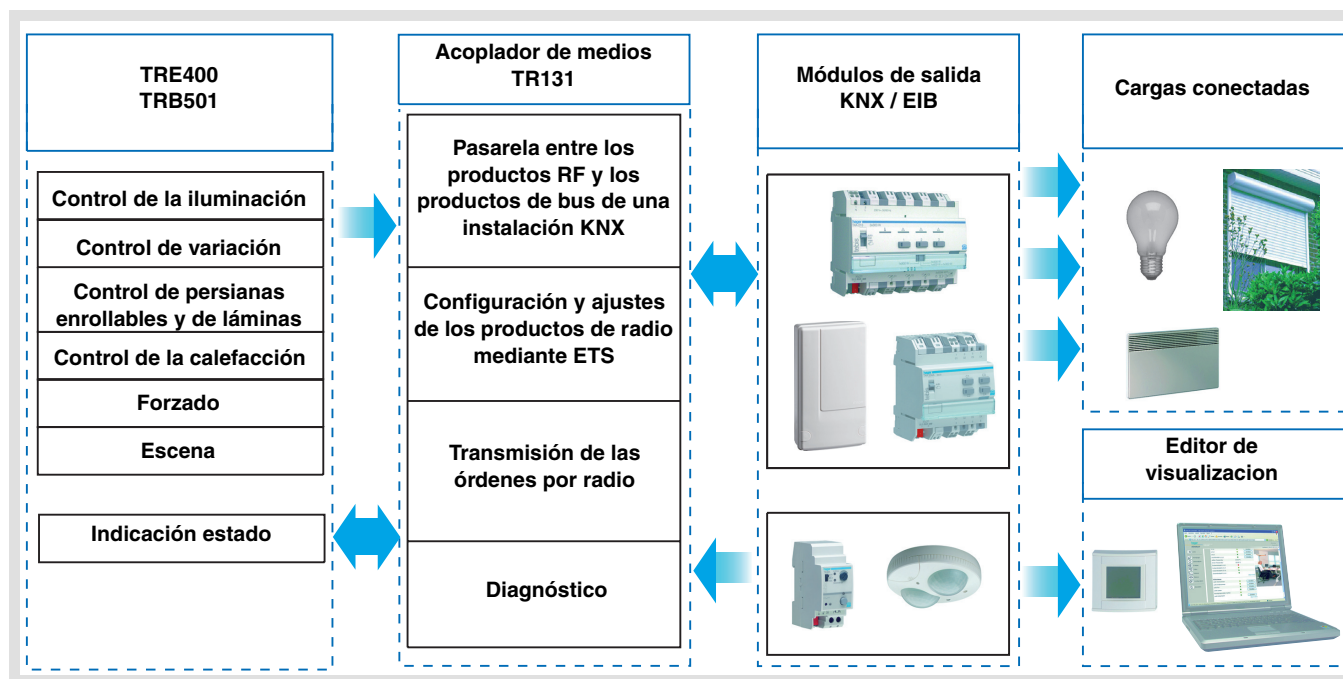 TRE400
TRB501
Control de la iluminación
Control de variación
Control de persianas
enrollables y de láminas
Control de la calefacción
Forzado
Escena
Indicación estado
Acoplador de medios
TR131
Pasarela entre los
productos RF y los
productos de bus de una
instalación KNX
Configuración y ajustes
de los productos de radio
mediante ETS
Transmisión de las
órdenes por radio
Diagnóstico
Módulos de salida
KNX / EIB
Cargas conectadas
Editor de
visualizacion